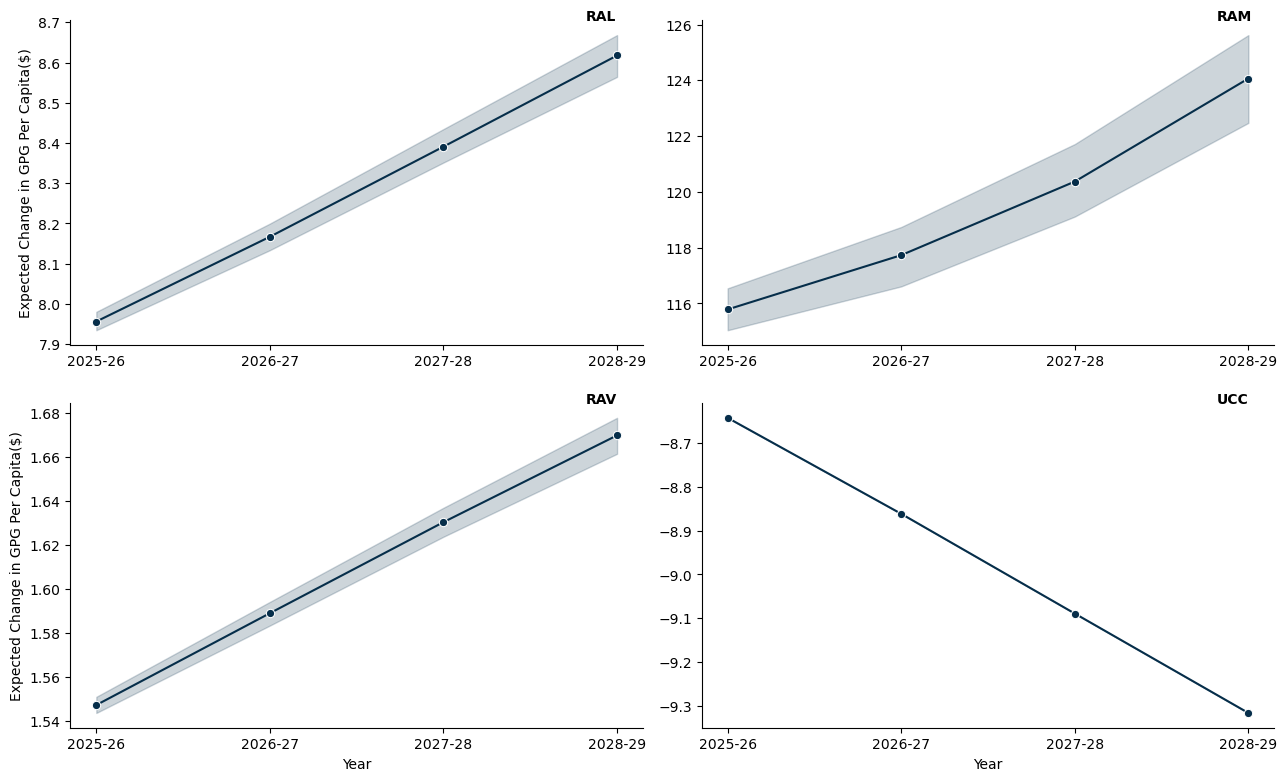 RAL
Expected Change in GPG Per Capita($)
8.7
8.6
8.5
8.4
8.3
8.2
8.1
8.0
7.9
2025-26 2026-27 2027-28 2028-29
RAM
126
124
122
120
118
116
2025-26 2026-27 2027-28 2028-29
RAV
Expected Change in GPG Per Capita($)
1.68
1.66
1.64
1.62
1.60
1.58
1.56
1.54
2025-26 2026-27 2027-28 2028-29
Year
UCC
−8.7
−8.8
−8.9
−9.0
−9.1
−9.2
−9.3
2025-26 2026-27 2027-28 2028-29
Year